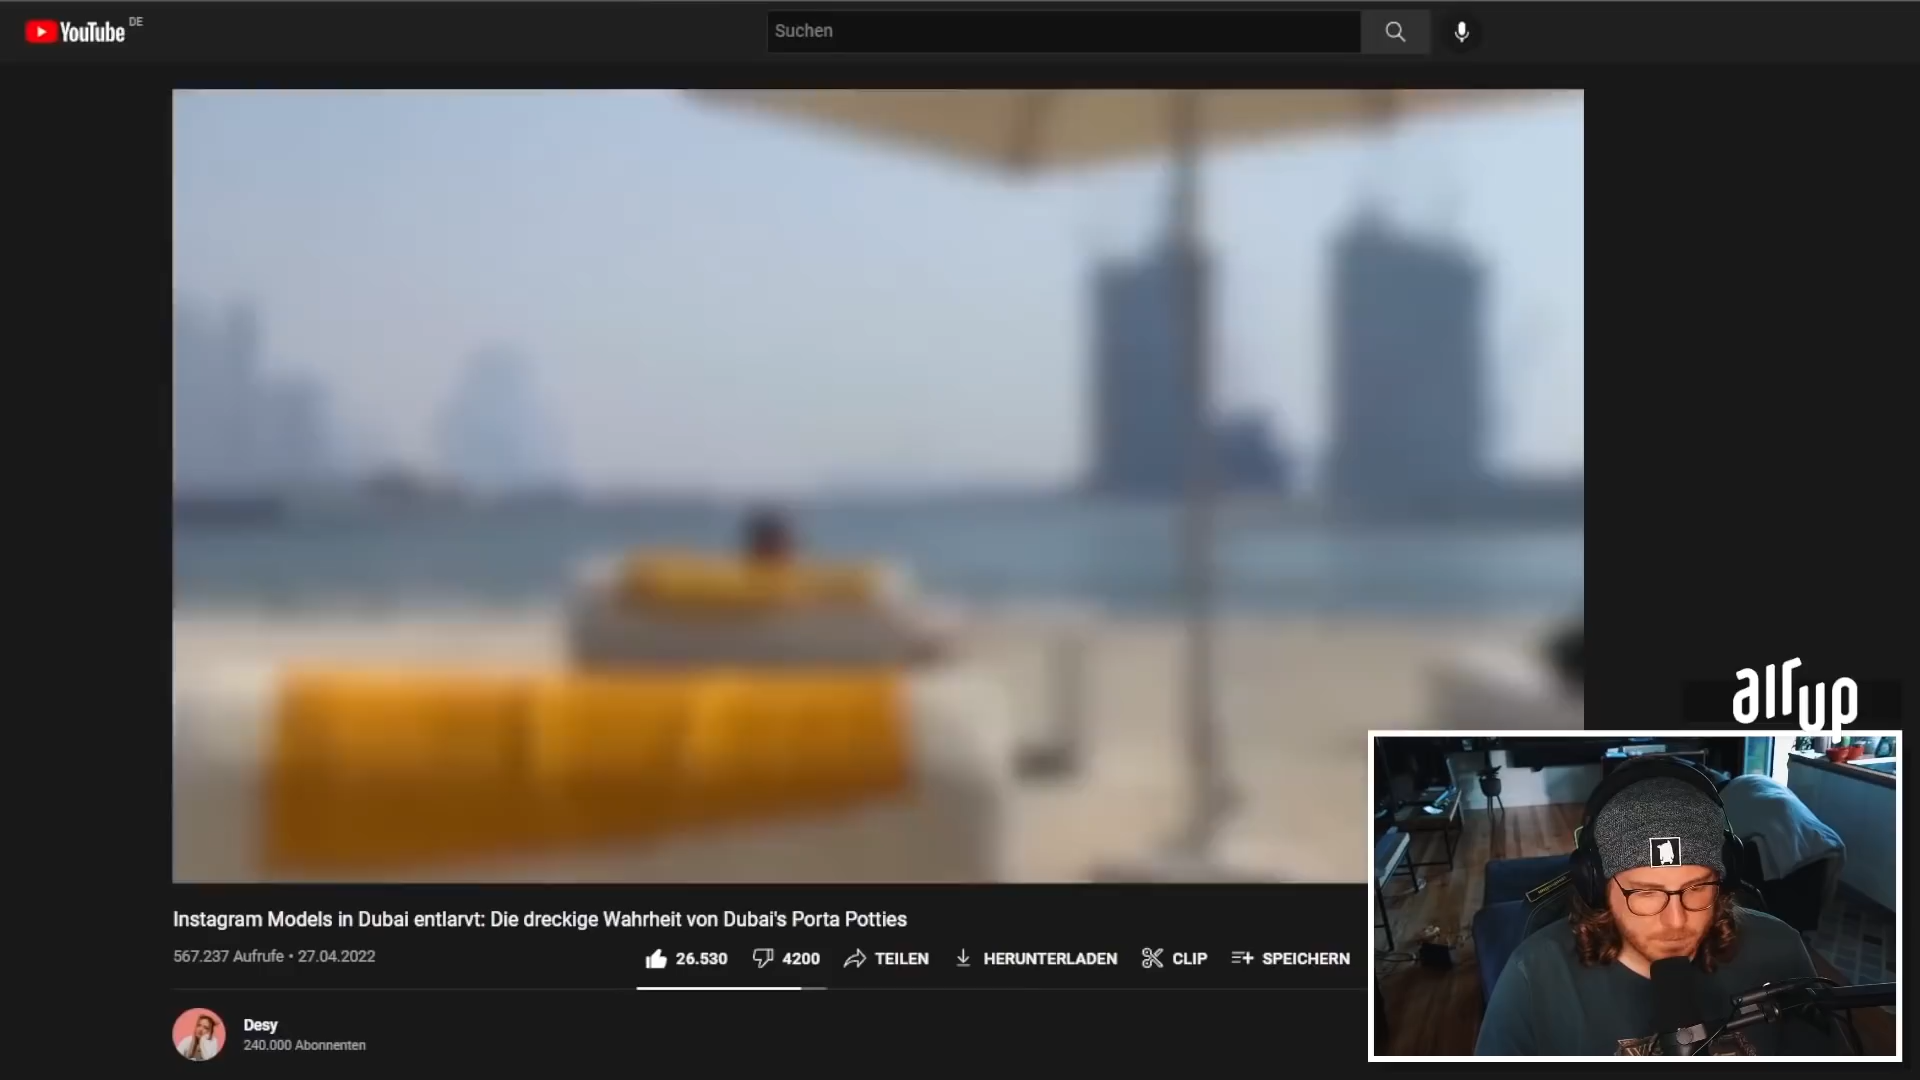 YouTube DE
Suchen
Instagram Models in Dubai entlarvt: Die dreckige Wahrheit von Dubai's Porta Potties
567.237 Aufrufe • 27.04.2022
26.530
4200
TEILEN
HERUNTERLADEN
CLIP
SPEICHERN
Desy
240.000 Abonnenten
air up